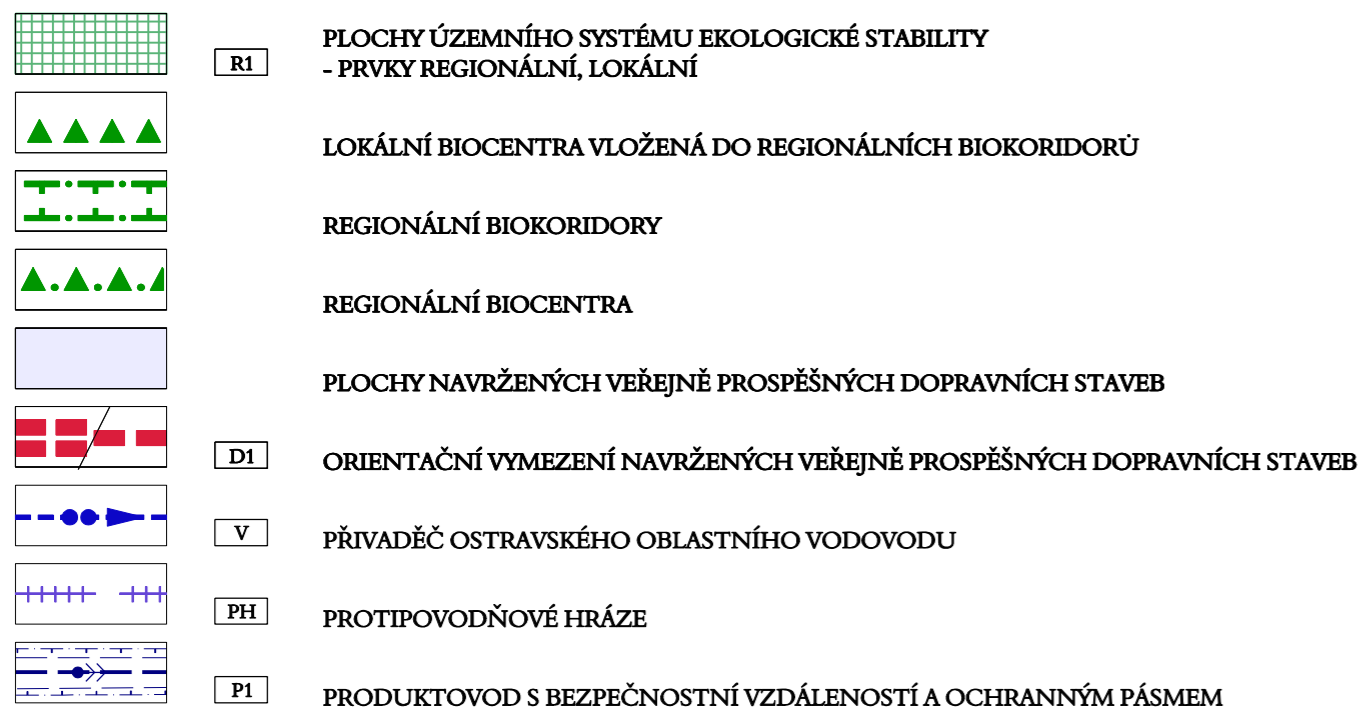 PLOCHY ÚZEMNÍHO SYSTÉMU EKOLOGICKÉ STABILITY
R1 - PRVKY REGIONÁLNÍ, LOKÁLNÍ
LOKÁLNÍ BIOCENTRA VLOŽENÁ DO REGIONÁLNÍCH BIOKORIDORŮ
REGIONÁLNÍ BIOKORIDORY
REGIONÁLNÍ BIOCENTRA
PLOCHY NAVRŽENÝCH VEŘEJNĚ PROSPĚŠNÝCH DOPRAVNÍCH STAVEB
D1 ORIENTAČNÍ VYMEZENÍ NAVRŽENÝCH VEŘEJNĚ PROSPĚŠNÝCH DOPRAVNÍCH STAVEB
V PŘIVADĚČ OSTRAVSKÉHO OBLASTNÍHO VODOVODU
PH PROTIPOVODŇOVÉ HRÁZE
P1 PRODUKTOVOD S BEZPEČNOSTNÍ VZDÁLENOSTÍ A OCHRANNÝM PÁSMEM